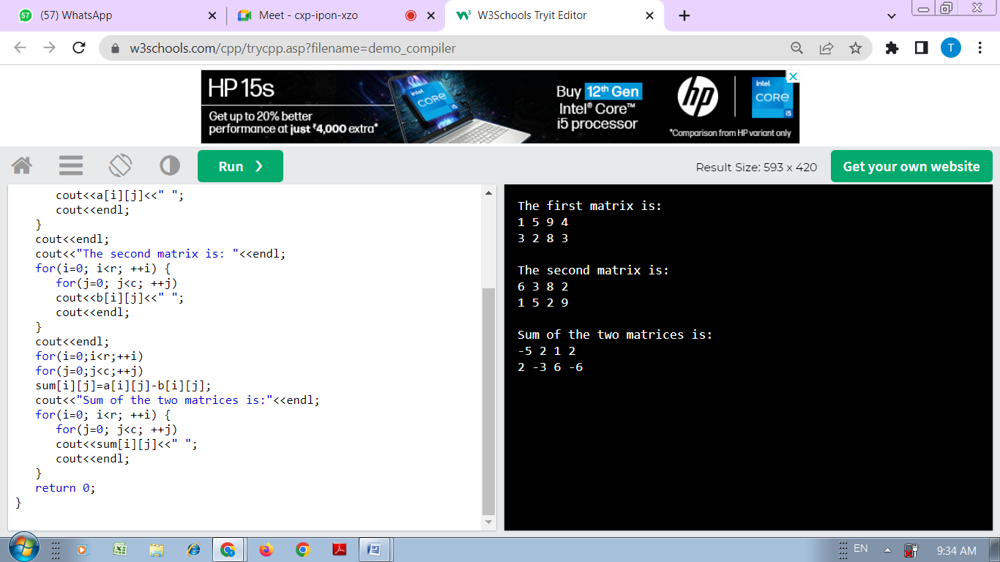 57
(57) WhatsApp
Meet - cxp-ipon-xzo
W3Schools Tryit Editor
w3schools.com/cpp/trycpp.asp?filename=demo_compiler
T
HP 15s
Get up to 20% better
performance at just ₹4,000 extra*
intel
CORE
Buy 12th Gen
Intel® Core™
i5 processor
hp
intel.
CORE
i5
*Comparison from HP variant only
Run ❯
Result Size: 593 x 420
Get your own website
cout<<a[i][j]<<" ";
cout<<endl;
}
cout<<endl;
cout<<"The second matrix is: "<<endl;
for(i=0; i<r; ++i) {
for(j=0; j<c; ++j)
cout<<b[i][j]<<" ";
cout<<endl;
}
cout<<endl;
for(i=0;i<r;++i)
for(j=0;j<c;++j)
sum[i][j]=a[i][j]-b[i][j];
cout<<"Sum of the two matrices is:"<<endl;
for(i=0; i<r; ++i) {
for(j=0; j<c; ++j)
cout<<sum[i][j]<<" ";
cout<<endl;
}
return 0;
}
The first matrix is:
1 5 9 4
3 2 8 3
The second matrix is:
6 3 8 2
1 5 2 9
Sum of the two matrices is:
-5 2 1 2
2 -3 6 -6
EN
9:34 AM